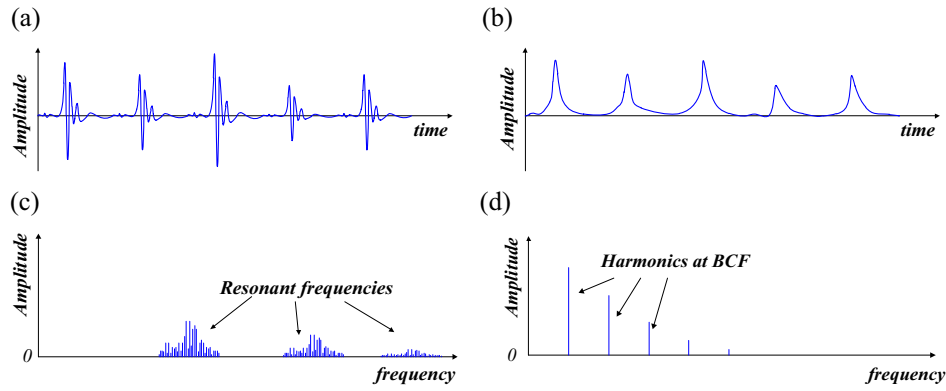 (a)
Amplitude
time
(b)
Amplitude
time
(c)
Amplitude
Resonant frequencies
0
frequency
(d)
Amplitude
Harmonics at BCF
0
frequency